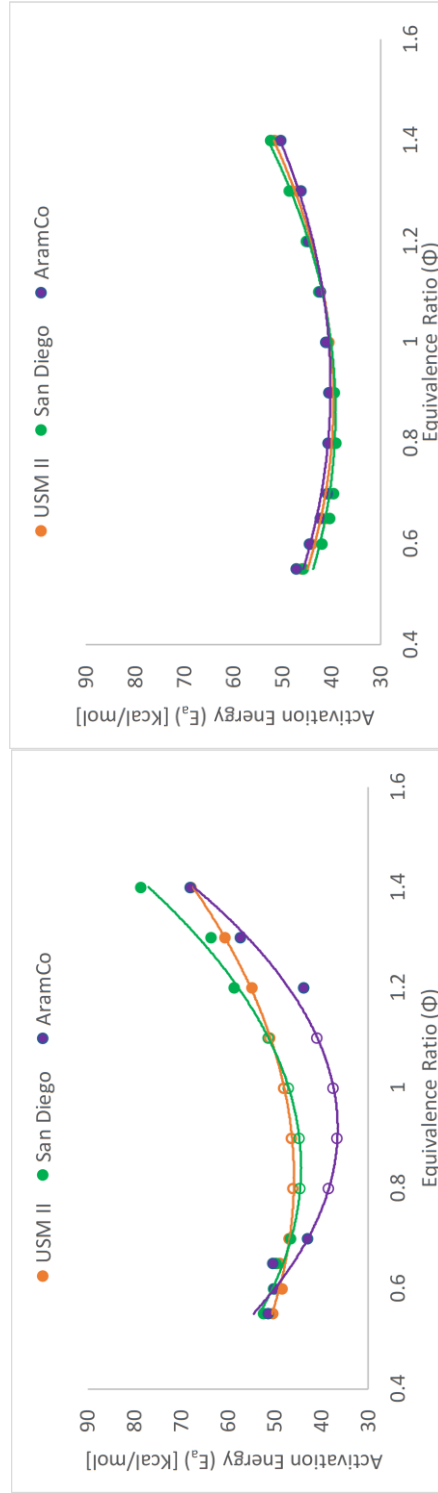 USM II San Diego AramCo
90
80
70
60
50
40
30
0.4 0.6 0.8 1 1.2 1.4 1.6
Activation Energy (Eₐ) [Kcal/mol]
Equivalence Ratio (Φ)
USM II San Diego AramCo
90
80
70
60
50
40
30
0.4 0.6 0.8 1 1.2 1.4 1.6
Activation Energy (Eₐ) [Kcal/mol]
Equivalence Ratio (Φ)